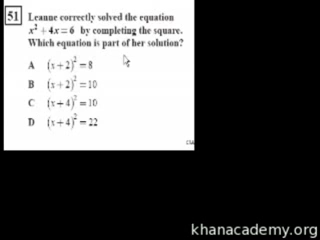 51 Leanne correctly solved the equation
x² + 4x = 6 by completing the square.
Which equation is part of her solution?
A (x + 2)² = 8
B (x + 2)² = 10
C (x + 4)² = 10
D (x + 4)² = 22
khanacademy.org